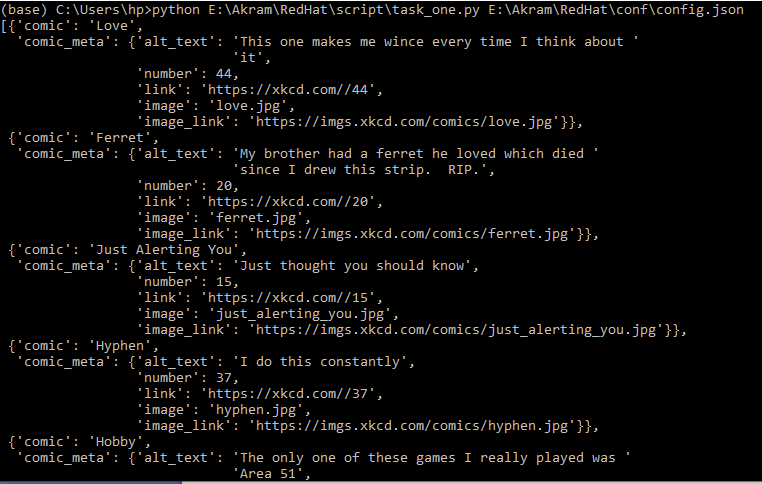 (base) C:\Users\hp>python E:\Akram\RedHat\script\task_one.py E:\Akram\RedHat\conf\config.json
[{'comic': 'Love',
  'comic_meta': {'alt_text': 'This one makes me wince every time I think about '
                             'it',
                 'number': 44,
                 'link': 'https://xkcd.com//44',
                 'image': 'love.jpg',
                 'image_link': 'https://imgs.xkcd.com/comics/love.jpg'}},
 {'comic': 'Ferret',
  'comic_meta': {'alt_text': 'My brother had a ferret he loved which died '
                             'since I drew this strip.  RIP.',
                 'number': 20,
                 'link': 'https://xkcd.com//20',
                 'image': 'ferret.jpg',
                 'image_link': 'https://imgs.xkcd.com/comics/ferret.jpg'}},
 {'comic': 'Just Alerting You',
  'comic_meta': {'alt_text': 'Just thought you should know',
                 'number': 15,
                 'link': 'https://xkcd.com//15',
                 'image': 'just_alerting_you.jpg',
                 'image_link': 'https://imgs.xkcd.com/comics/just_alerting_you.jpg'}},
 {'comic': 'Hyphen',
  'comic_meta': {'alt_text': 'I do this constantly',
                 'number': 37,
                 'link': 'https://xkcd.com//37',
                 'image': 'hyphen.jpg',
                 'image_link': 'https://imgs.xkcd.com/comics/hyphen.jpg'}},
 {'comic': 'Hobby',
  'comic_meta': {'alt_text': 'The only one of these games I really played was '
                             'Area 51',